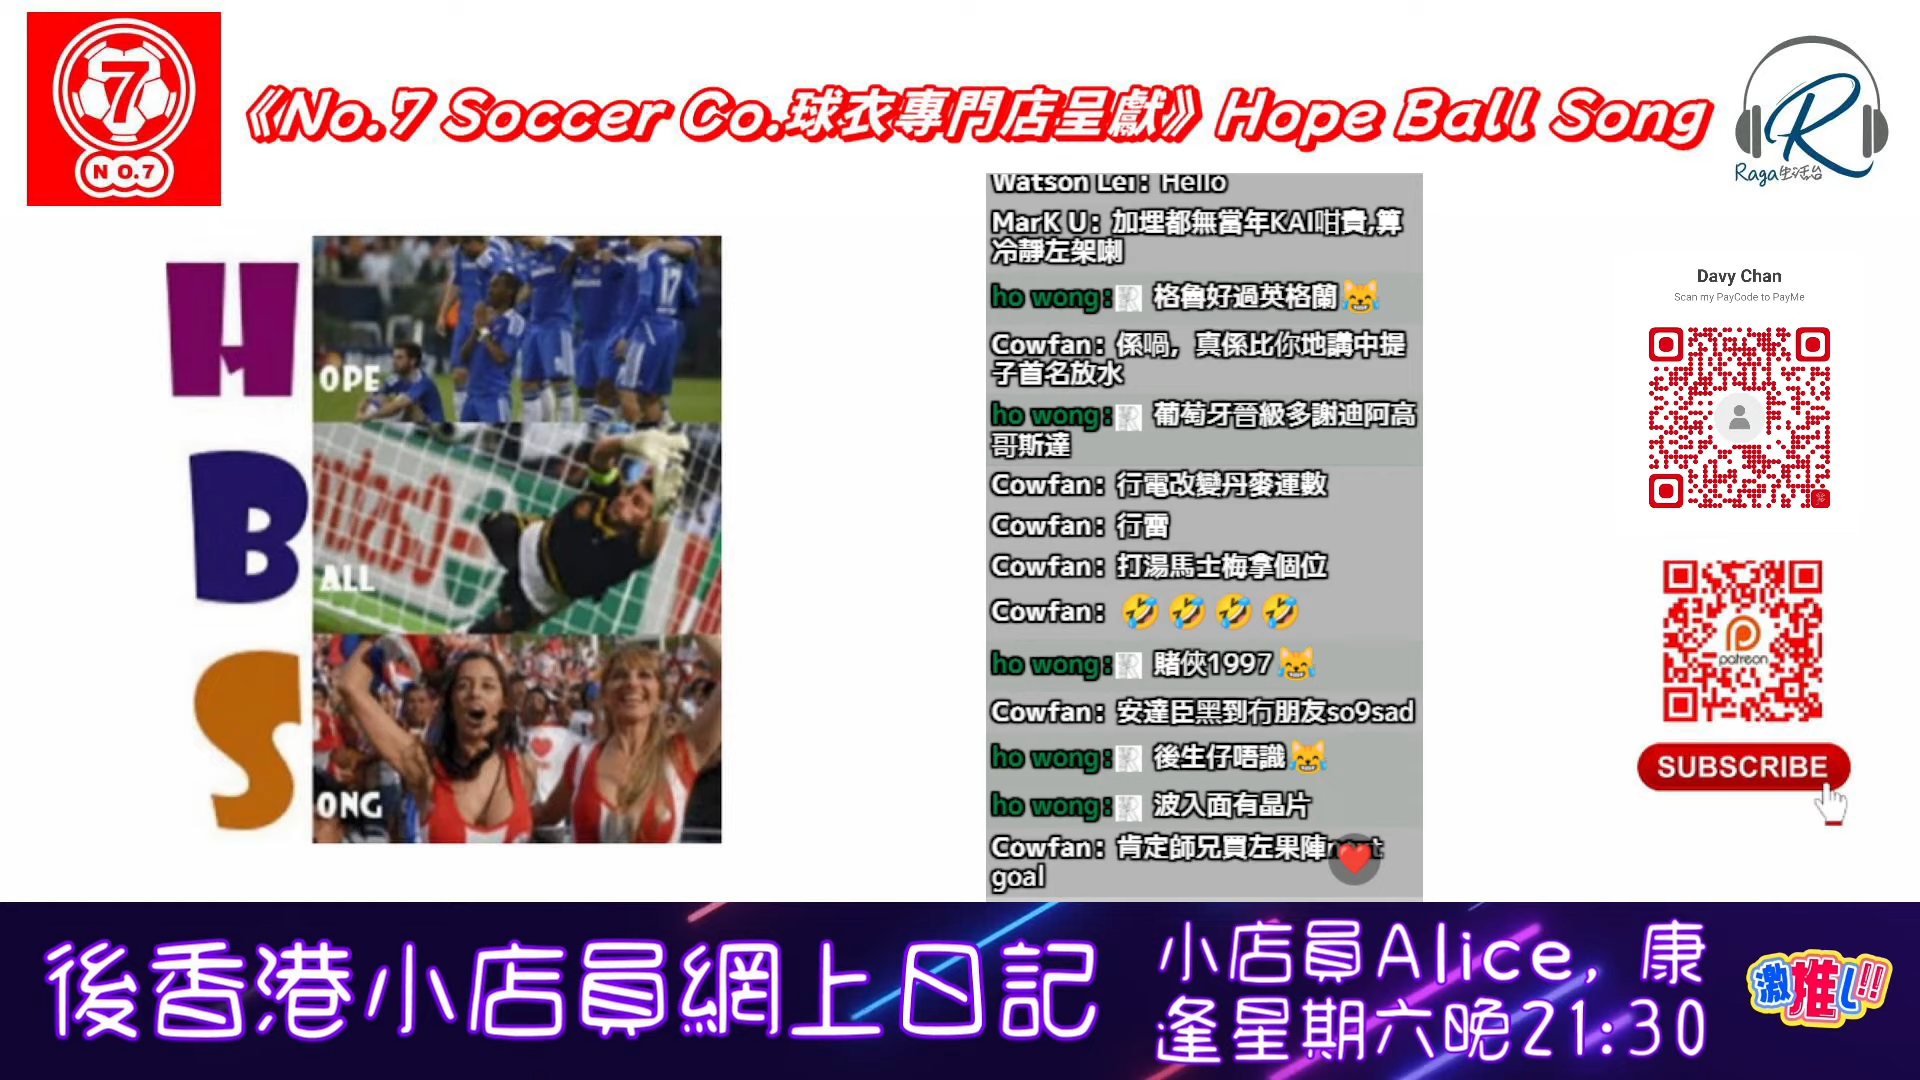 7
NO.7
《No.7 Soccer Co.球衣專門店呈獻》Hope Ball Song
R
Raga生活台
HOPE
BALL
SONG
17
Watson Lei: Hello
MarK U: 加埋都無當年KAI咁貴,算
冷靜左架喇
ho wong: 格魯好過英格蘭😹
Cowfan: 係喎，真係比你地講中提
子首名放水
ho wong: 葡萄牙晉級多謝迪阿高
哥斯達
Cowfan: 行電改變丹麥運數
Cowfan: 行雷
Cowfan: 打湯馬士梅拿個位
Cowfan: 🤣🤣🤣🤣
ho wong: 賭俠1997😹
Cowfan: 安達臣黑到冇朋友so9sad
ho wong: 後生仔唔識😹
ho wong: 波入面有晶片
Cowfan: 肯定師兄買左果陣
goal
Davy Chan
Scan my PayCode to PayMe
patreon
SUBSCRIBE
後香港小店員網上日記
小店員Alice, 康
逢星期六晚21:30
激推し!!